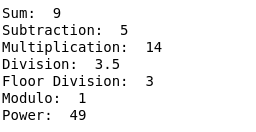 Sum:  9
Subtraction:  5
Multiplication:  14
Division:  3.5
Floor Division:  3
Modulo:  1
Power:  49